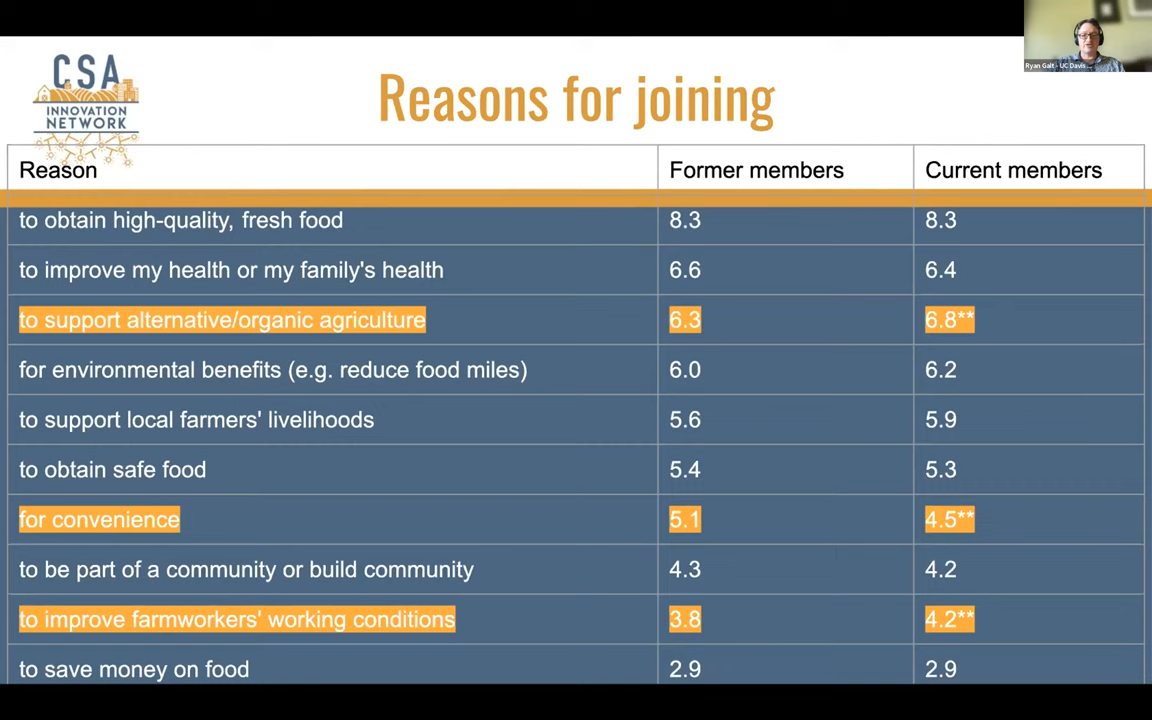 Ryan Galt - UC Davis...
CSA
INNOVATION
NETWORK
Reasons for joining
Reason Former members Current members
to obtain high-quality, fresh food 8.3 8.3
to improve my health or my family's health 6.6 6.4
to support alternative/organic agriculture 6.3 6.8**
for environmental benefits (e.g. reduce food miles) 6.0 6.2
to support local farmers' livelihoods 5.6 5.9
to obtain safe food 5.4 5.3
for convenience 5.1 4.5**
to be part of a community or build community 4.3 4.2
to improve farmworkers' working conditions 3.8 4.2**
to save money on food 2.9 2.9